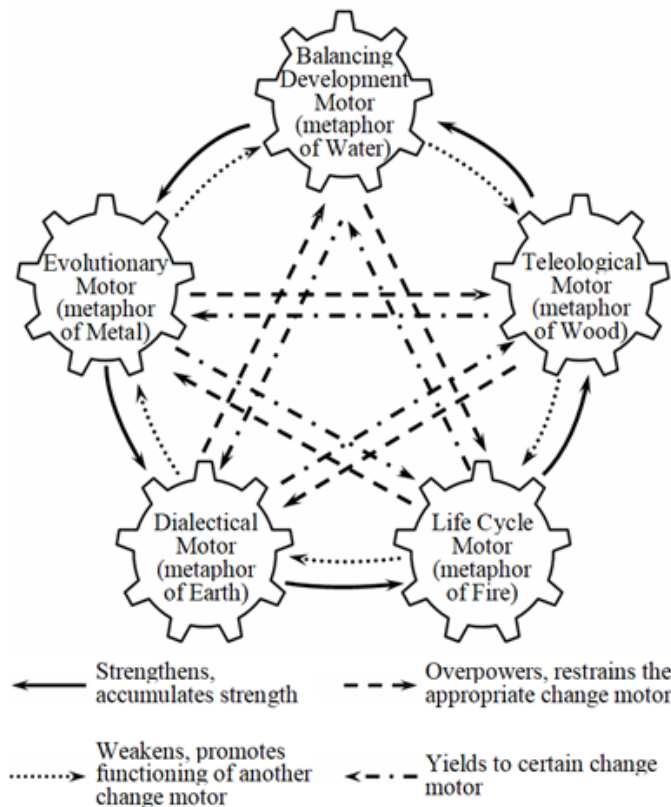 Balancing
Development
Motor
(metaphor
of Water)
Evolutionary
Motor
(metaphor
of Metal)
Teleological
Motor
(metaphor
of Wood)
Dialectical
Motor
(metaphor
of Earth)
Life Cycle
Motor
(metaphor
of Fire)
Strengthens,
accumulates strength
Overpowers, restrains the
appropriate change motor
Weakens, promotes
functioning of another
change motor
Yields to certain change
motor